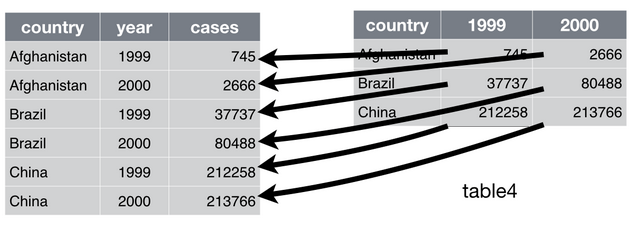 country year cases
Afghanistan 1999 745
Afghanistan 2000 2666
Brazil 1999 37737
Brazil 2000 80488
China 1999 212258
China 2000 213766
country 1999 2000
Afghanistan 745 2666
Brazil 37737 80488
China 212258 213766
table4